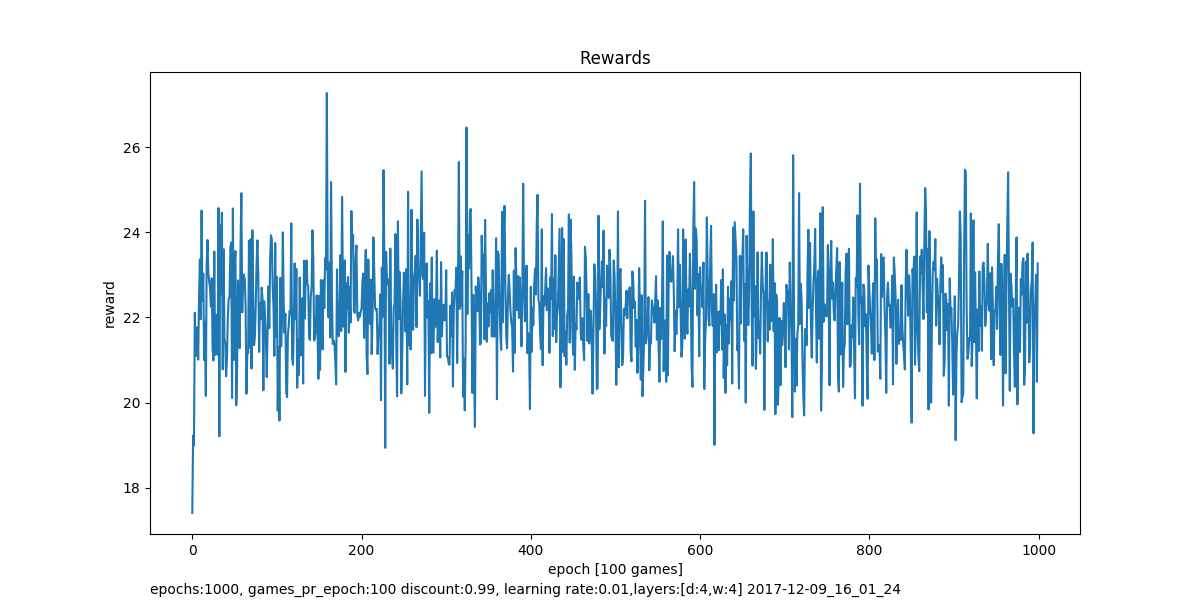 Rewards
26
24
22
20
18
reward
0 200 400 600 800 1000
epoch [100 games]
epochs:1000, games_pr_epoch:100 discount:0.99, learning rate:0.01,layers:[d:4,w:4] 2017-12-09_16_01_24